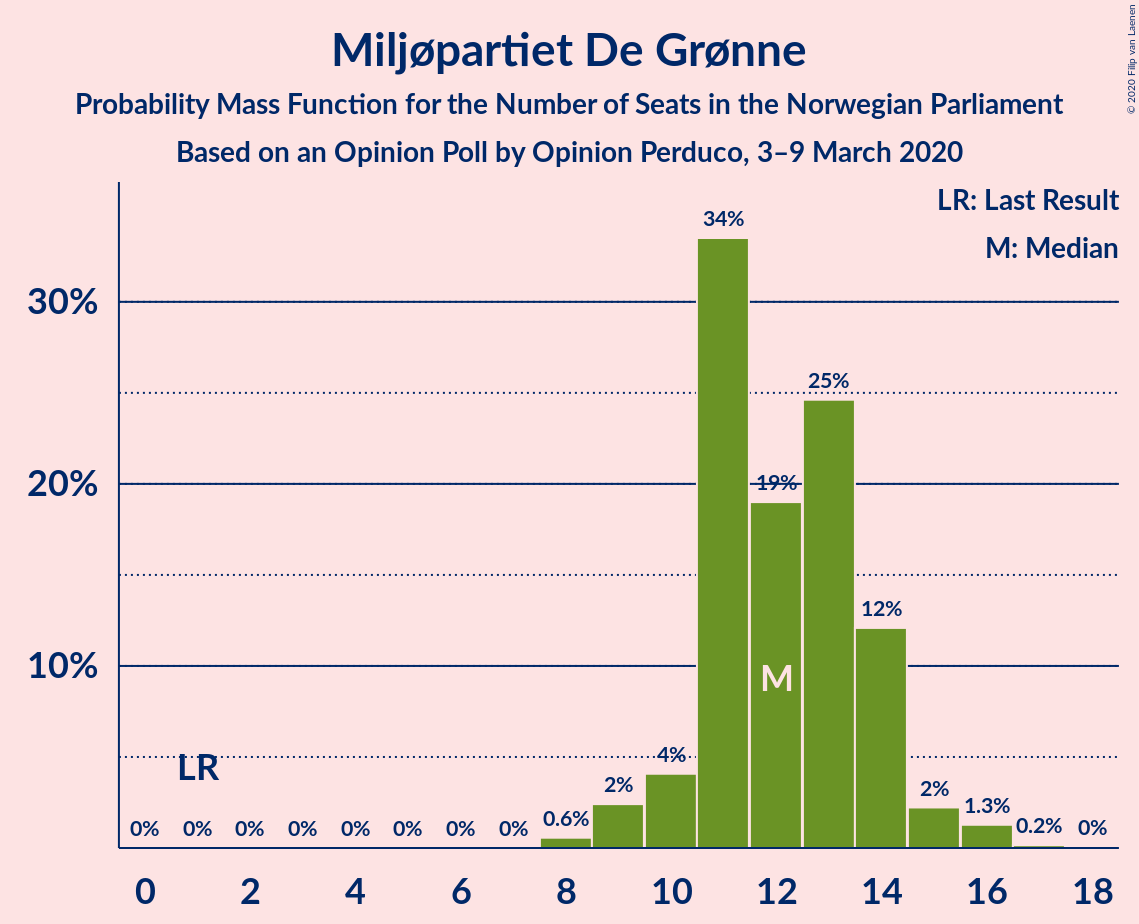 Miljøpartiet De Grønne
Probability Mass Function for the Number of Seats in the Norwegian Parliament
Based on an Opinion Poll by Opinion Perduco, 3–9 March 2020
© 2020 Filip van Laenen
LR: Last Result
M: Median
34%
30%
25%
20%
19%
12%
10%
M
LR
4%
2%
2%
1.3%
0% 0% 0% 0% 0% 0% 0% 0% 0.6% 0.2% 0%
0 2 4 6 8 10 12 14 16 18